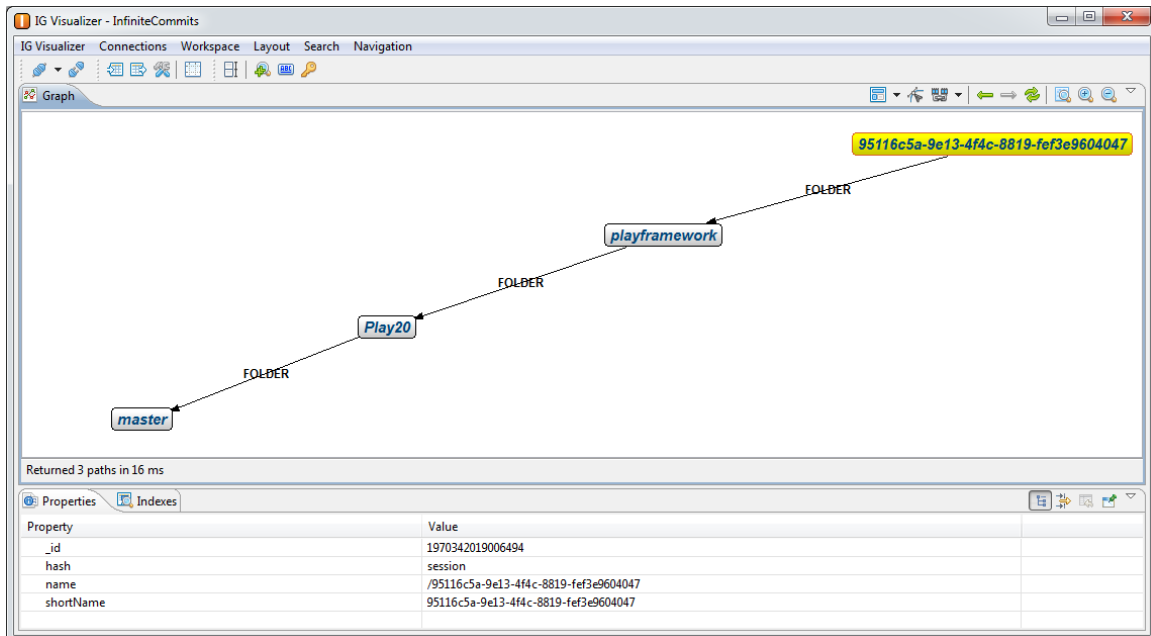 IG Visualizer - InfiniteCommits
IG Visualizer Connections Workspace Layout Search Navigation
ABC
Graph
95116c5a-9e13-4f4c-8819-fef3e9604047
FOLDER
playframework
FOLDER
Play20
FOLDER
master
Returned 3 paths in 16 ms
Properties Indexes
Property Value
_id 1970342019006494
hash session
name /95116c5a-9e13-4f4c-8819-fef3e9604047
shortName 95116c5a-9e13-4f4c-8819-fef3e9604047